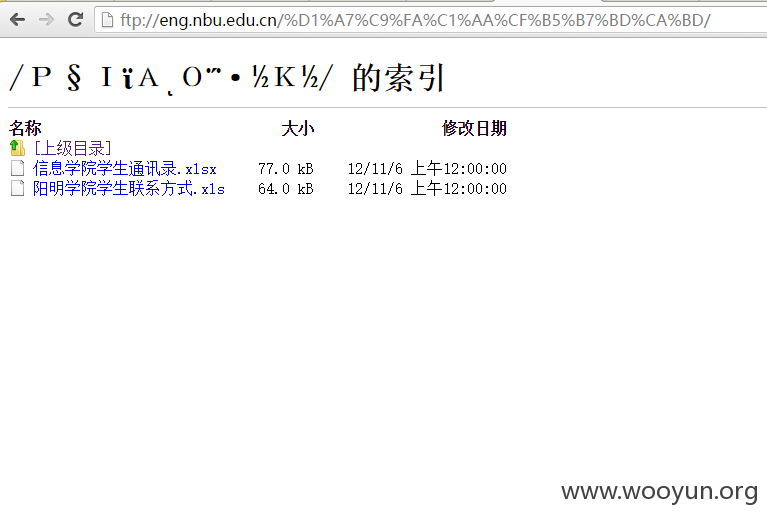 ftp://eng.nbu.edu.cn/%D1%A7%C9%FA%C1%AA%CF%B5%B7%BD%CA%BD/
/Ρ§ΙϊΑͺΟ΅·½Κ½/ 的索引
名称 大小 修改日期
[上级目录]
信息学院学生通讯录.xlsx 77.0 kB 12/11/6 上午12:00:00
阳明学院学生联系方式.xls 64.0 kB 12/11/6 上午12:00:00
www.wooyun.org